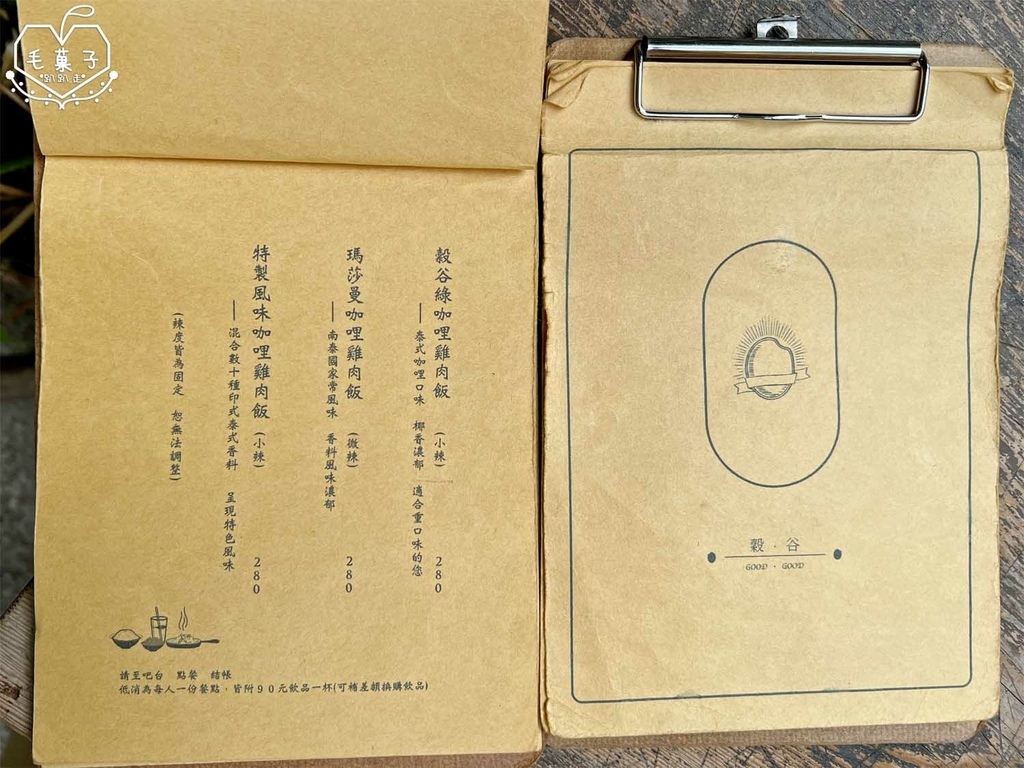 毛菓子
趴趴走
穀谷綠咖哩雞肉飯 (小辣) 280
——泰式咖哩口味 椰香濃郁 適合重口味的您
瑪莎曼咖哩雞肉飯 (微辣) 280
——南泰國家常風味 香料風味濃郁
特製風味咖哩雞肉飯 (小辣) 280
——混合數十種印式泰式香料 呈現特色風味
(辣度皆為固定 恕無法調整)
請至吧台 點餐 結帳
低消為每人一份餐點,皆附90元飲品一杯(可補差額換購飲品)
穀·谷
GOOD · GOOD